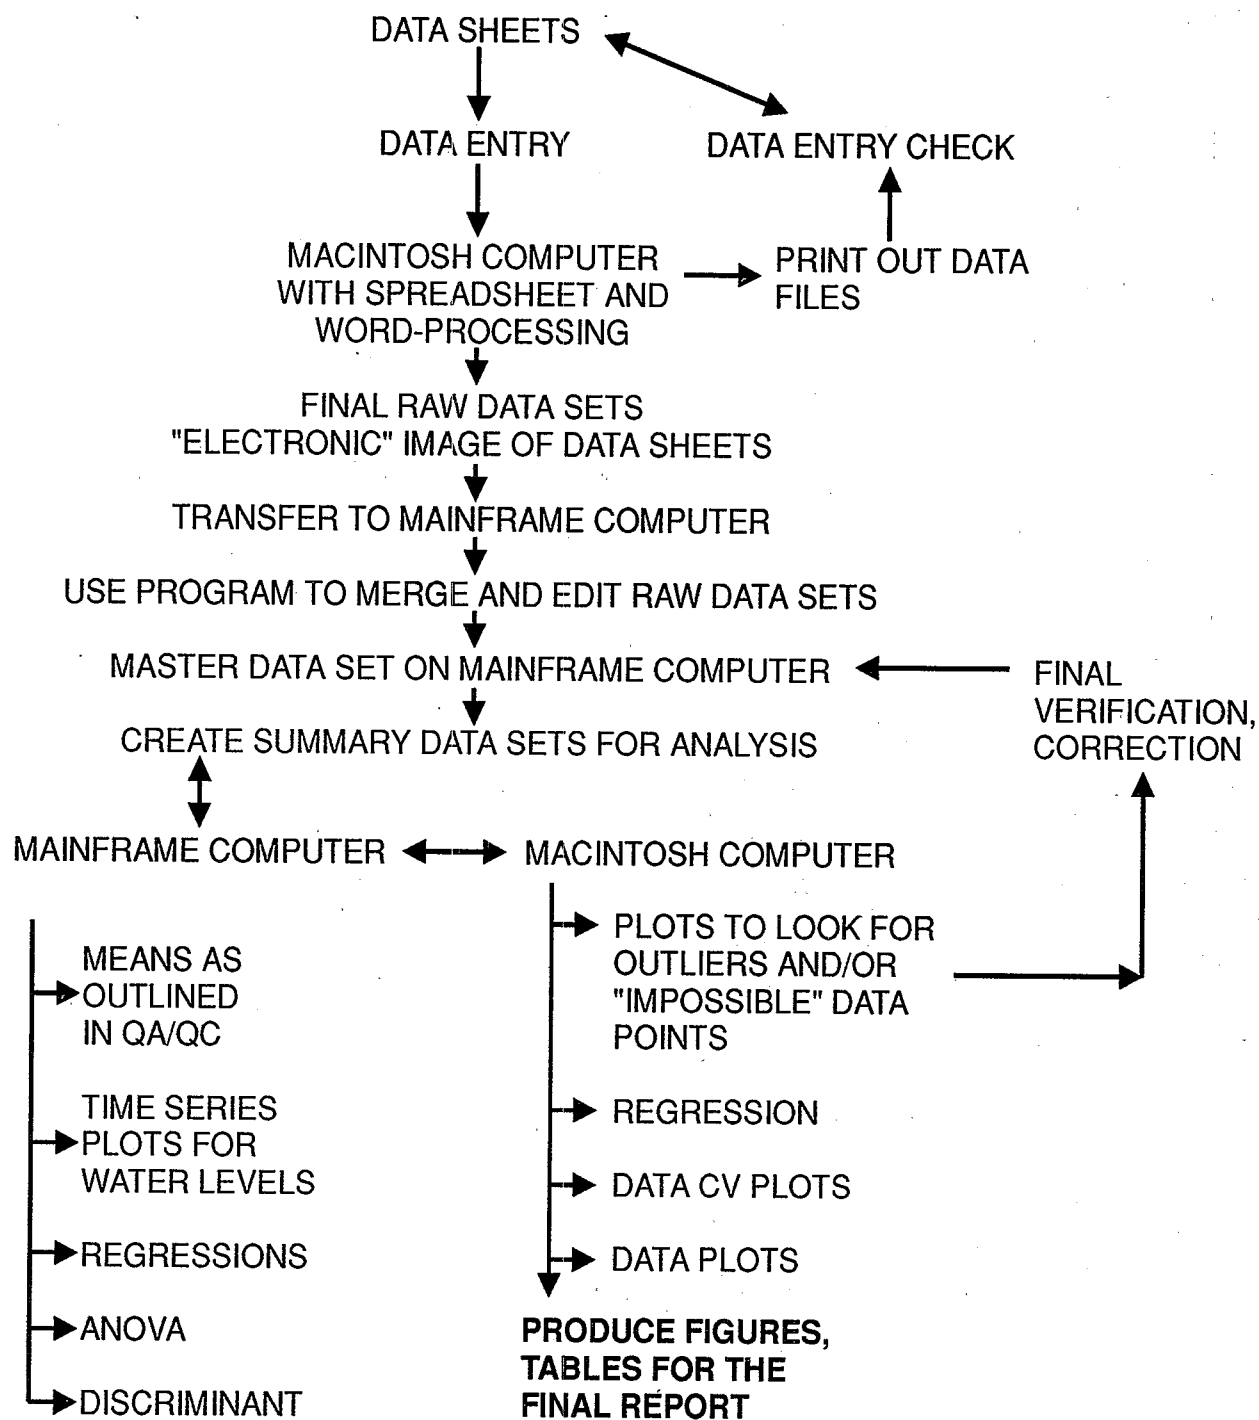 DATA SHEETS
DATA ENTRY
DATA ENTRY CHECK
MACINTOSH COMPUTER
WITH SPREADSHEET AND
WORD-PROCESSING
PRINT OUT DATA
FILES
FINAL RAW DATA SETS
"ELECTRONIC" IMAGE OF DATA SHEETS
TRANSFER TO MAINFRAME COMPUTER
USE PROGRAM TO MERGE AND EDIT RAW DATA SETS
MASTER DATA SET ON MAINFRAME COMPUTER
FINAL
VERIFICATION,
CORRECTION
CREATE SUMMARY DATA SETS FOR ANALYSIS
MAINFRAME COMPUTER
MACINTOSH COMPUTER
MEANS AS
OUTLINED
IN QA/QC
TIME SERIES
PLOTS FOR
WATER LEVELS
REGRESSIONS
ANOVA
DISCRIMINANT
PLOTS TO LOOK FOR
OUTLIERS AND/OR
"IMPOSSIBLE" DATA
POINTS
REGRESSION
DATA CV PLOTS
DATA PLOTS
PRODUCE FIGURES,
TABLES FOR THE
FINAL REPORT